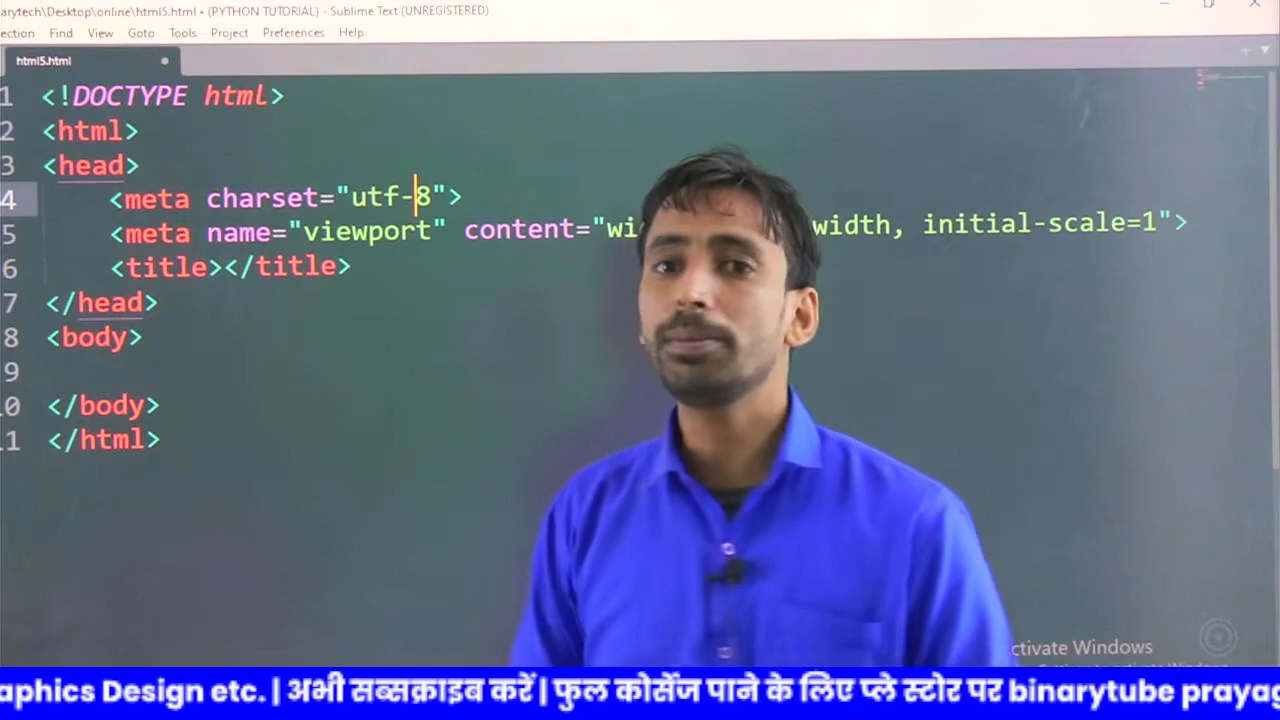 arytech\Desktop\online\html5.html • (PYTHON TUTORIAL) - Sublime Text (UNREGISTERED)
ection Find View Goto Tools Project Preferences Help
html5.html
1 <!DOCTYPE html>
2 <html>
3 <head>
4 <meta charset="utf-8">
5 <meta name="viewport" content="wi width, initial-scale=1">
6 <title></title>
7 </head>
8 <body>
9
10 </body>
11 </html>
ctivate Windows
aphics Design etc. | अभी सब्सक्राइब करें | फुल कोर्सेज पाने के लिए प्ले स्टोर पर binarytube prayag